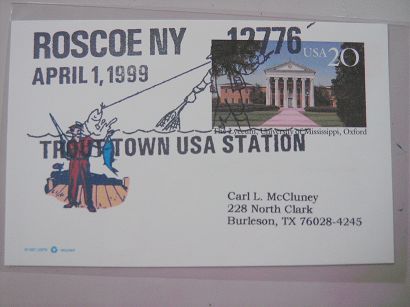 ROSCOE NY 12776
APRIL 1, 1999
USA 20
The Lyceum, University of Mississippi, Oxford
TROUT TOWN USA STATION
Carl L. McCluney
228 North Clark
Burleson, TX 76028-4245